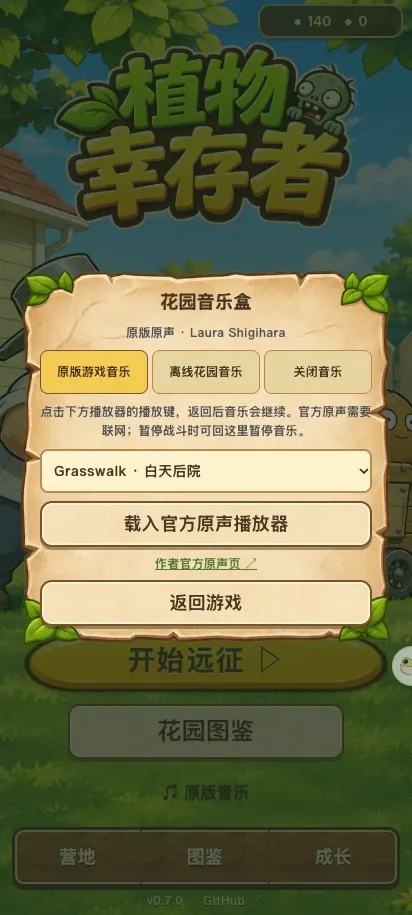 ● 140 ◆ 0
植物
幸存者
花园音乐盒
原版原声 · Laura Shigihara
原版游戏音乐
离线花园音乐
关闭音乐
点击下方播放器的播放键，返回后音乐会继续。官方原声需要
联网；暂停战斗时可回这里暂停音乐。
Grasswalk · 白天后院
载入官方原声播放器
作者官方原声页 ↗
返回游戏
开始远征 ▷
花园图鉴
♫ 原版音乐
营地
图鉴
成长
v0.7.0 GitHub ↗